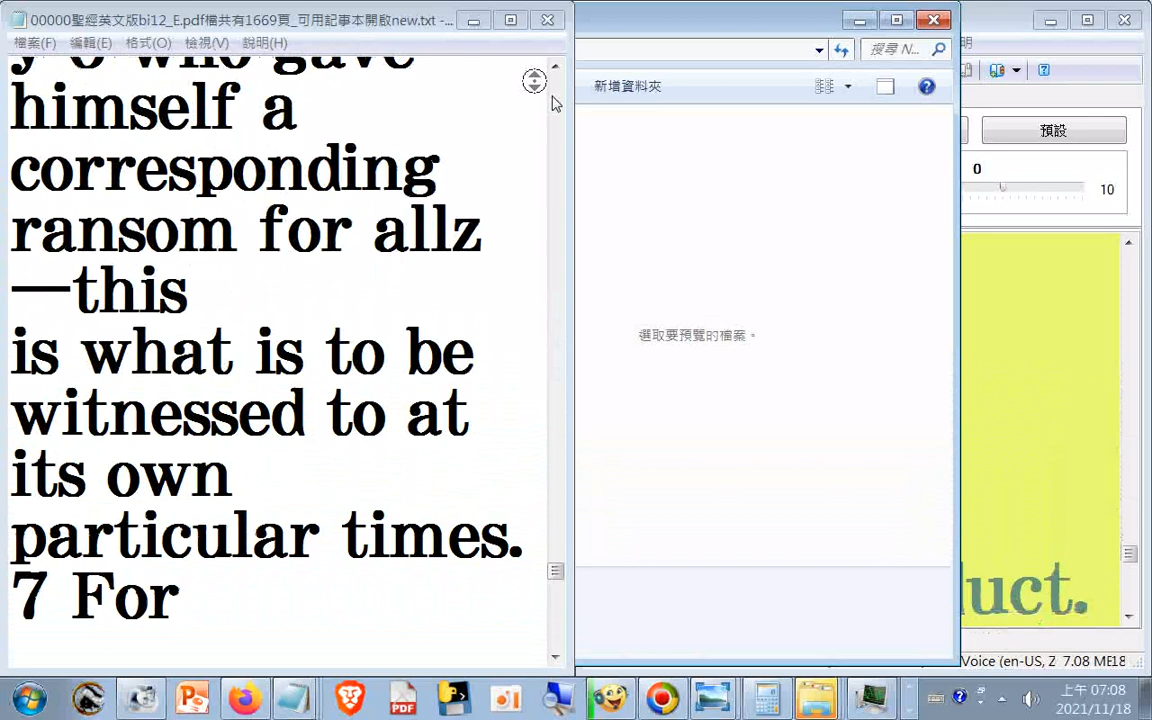 00000聖經英文版bi12_E.pdf檔共有1669頁_可用記事本開啟new.txt -...
檔案(F) 編輯(E) 格式(O) 檢視(V) 說明(H)
y 6 who gave
himself a
corresponding
ransom for allz
—this
is what is to be
witnessed to at
its own
particular times.
7 For
搜尋 N...
新增資料夾
選取要預覽的檔案。
明
預設
0
10
luct.
Voice (en-US, Z 7.08 ME18
上午 07:08
2021/11/18
PDF